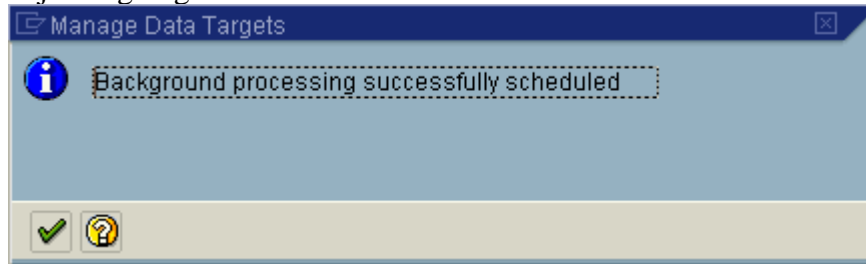 Manage Data Targets
Background processing successfully scheduled